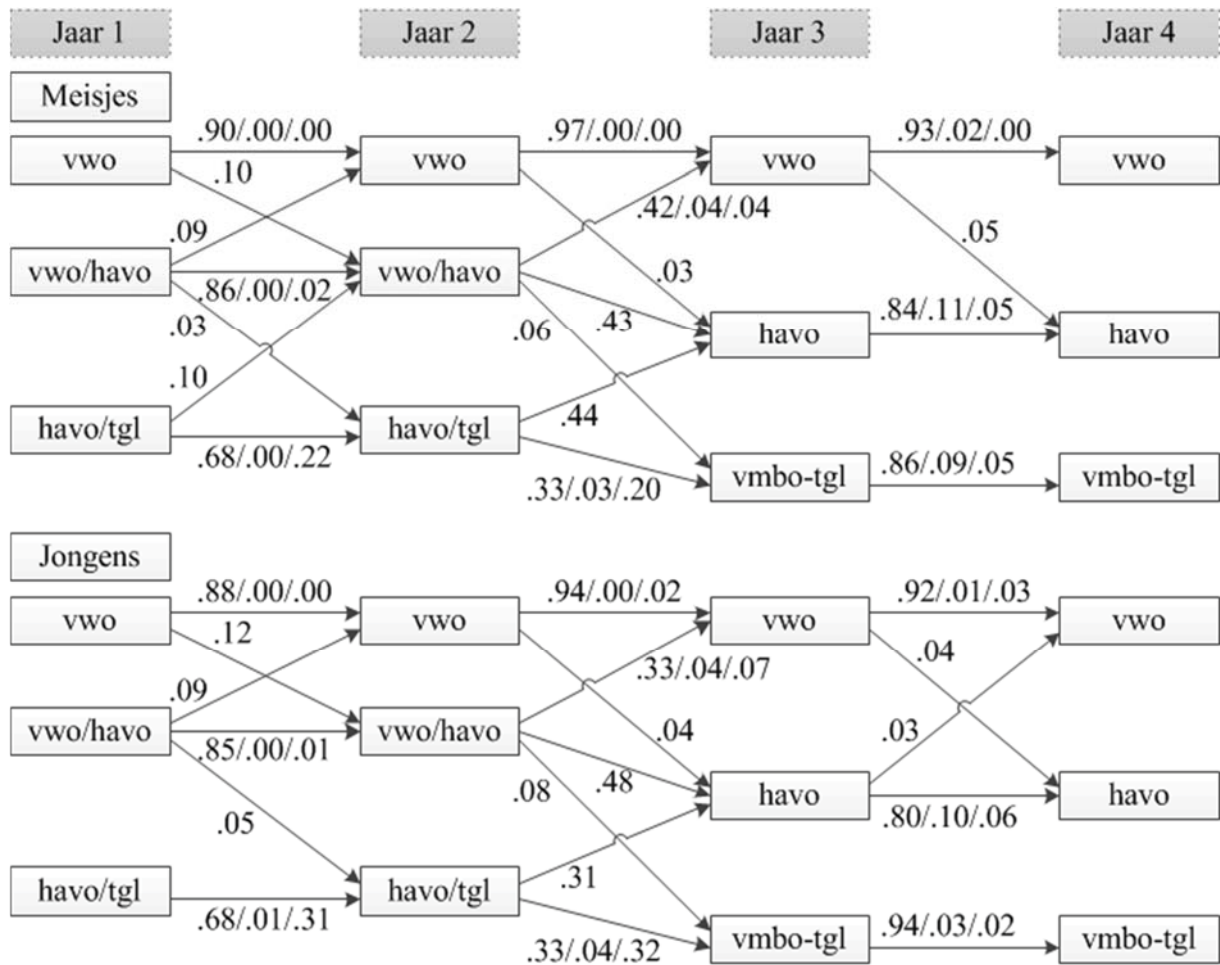 Jaar 1 Jaar 2 Jaar 3 Jaar 4
Meisjes
.90/.00/.00 .97/.00/.00 .93/.02/.00
vwo vwo vwo vwo
.10
.42/.04/.04
.09 .05
vwo/havo vwo/havo .03
.86/.00/.02
.43 .84/.11/.05
.03 .06 havo havo
.10
.44
havo/tgl havo/tgl
.68/.00/.22 .86/.09/.05
vmbo-tgl vmbo-tgl
.33/.03/.20
Jongens
.88/.00/.00 .94/.00/.02 .92/.01/.03
vwo vwo vwo vwo
.12 .04
.33/.04/.07
.09
vwo/havo vwo/havo .04 .03
.85/.00/.01
.48
.08 havo havo
.05 .80/.10/.06
.31
havo/tgl havo/tgl
.68/.01/.31 .94/.03/.02
vmbo-tgl vmbo-tgl
.33/.04/.32